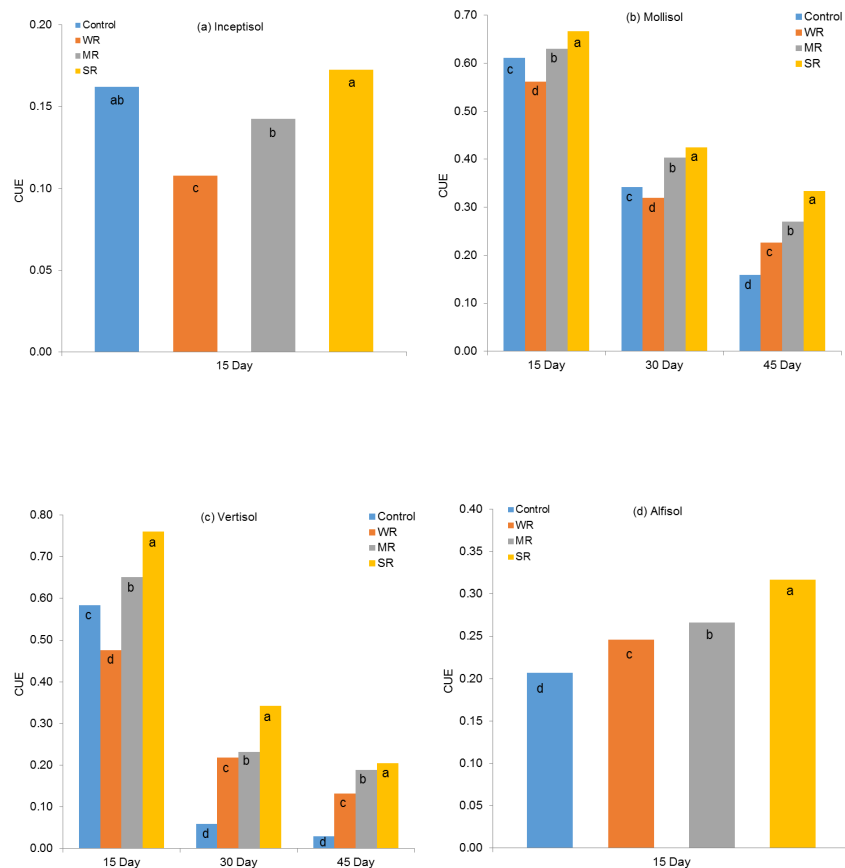 (a) Inceptisol
Control
WR
MR
SR
CUE
0.20
0.15
0.10
0.05
0.00
ab
c
b
a
15 Day
(b) Mollisol
Control
WR
MR
SR
CUE
0.70
0.60
0.50
0.40
0.30
0.20
0.10
0.00
c
d
b
a
c
d
b
a
d
c
b
a
15 Day
30 Day
45 Day
(c) Vertisol
Control
WR
MR
SR
CUE
0.80
0.70
0.60
0.50
0.40
0.30
0.20
0.10
0.00
c
d
b
a
d
c
b
a
d
c
b
a
15 Day
30 Day
45 Day
(d) Alfisol
Control
WR
MR
SR
CUE
0.40
0.35
0.30
0.25
0.20
0.15
0.10
0.05
0.00
d
c
b
a
15 Day